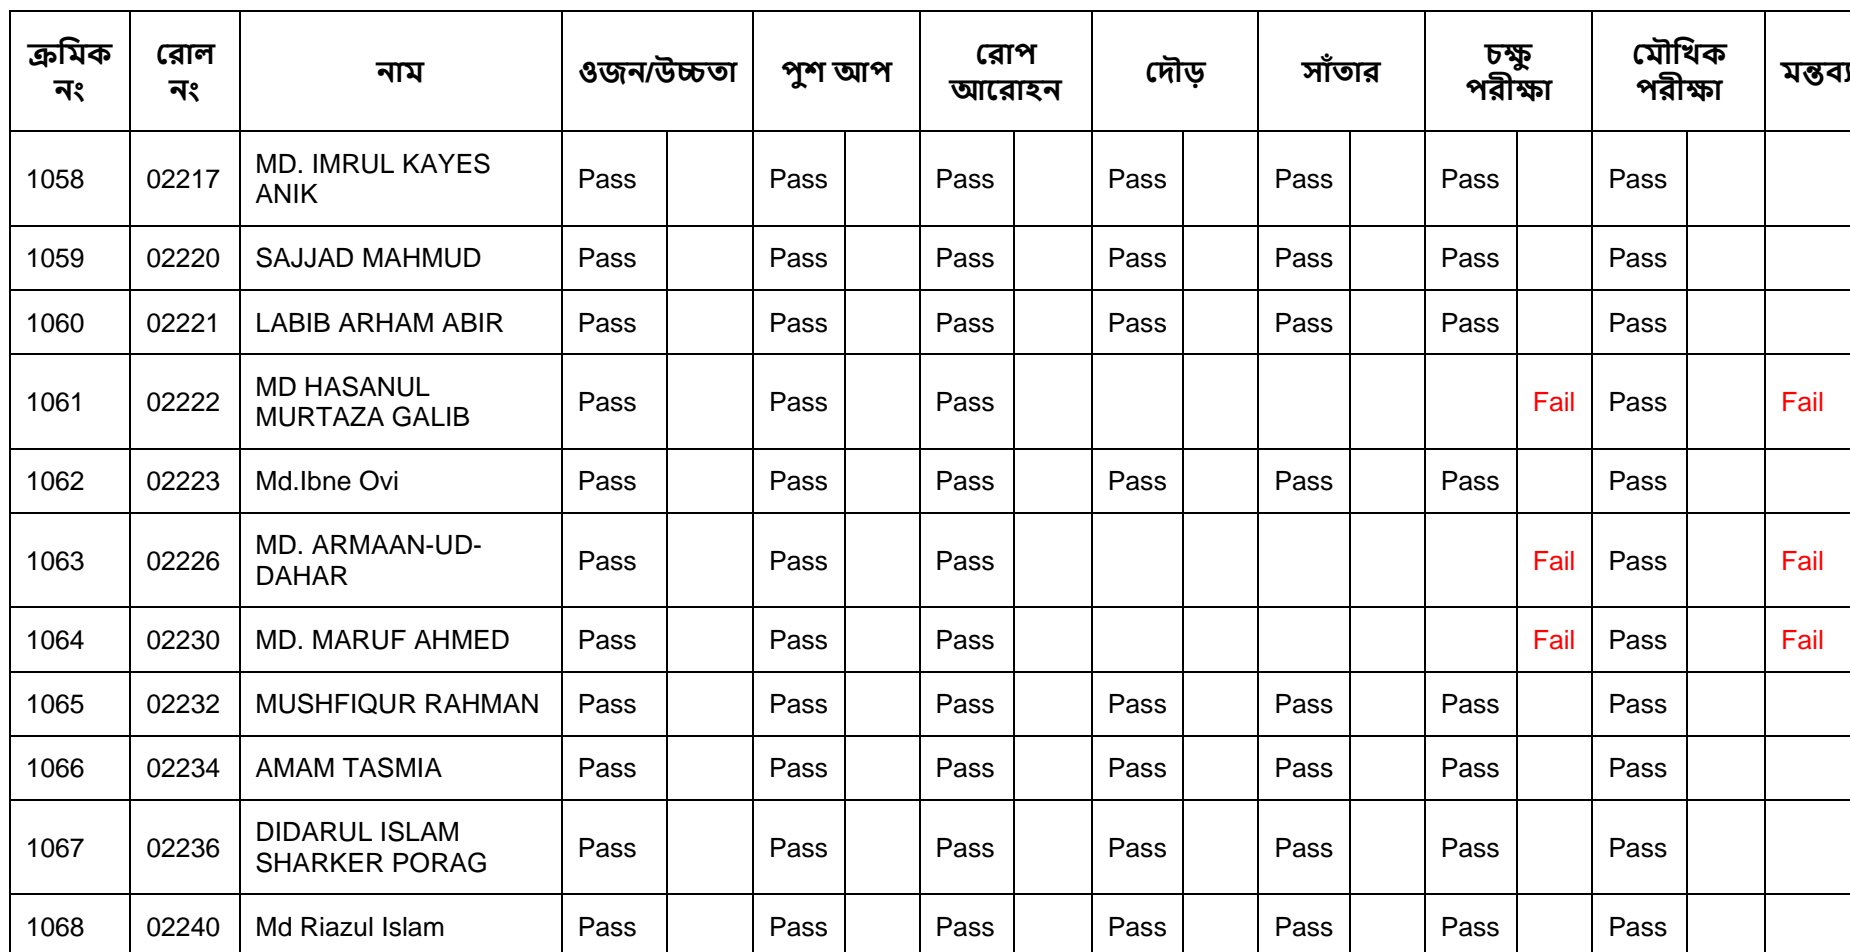 ক্রমিক নং রোল নং নাম ওজন/উচ্চতা পুশ আপ রোপ আরোহন দৌড় সাঁতার চক্ষু পরীক্ষা মৌখিক পরীক্ষা মন্তব্য
1058 02217 MD. IMRUL KAYES ANIK Pass Pass Pass Pass Pass Pass Pass
1059 02220 SAJJAD MAHMUD Pass Pass Pass Pass Pass Pass Pass
1060 02221 LABIB ARHAM ABIR Pass Pass Pass Pass Pass Pass Pass
1061 02222 MD HASANUL MURTAZA GALIB Pass Pass Pass Fail Pass Fail
1062 02223 Md.Ibne Ovi Pass Pass Pass Pass Pass Pass Pass
1063 02226 MD. ARMAAN-UD-DAHAR Pass Pass Pass Fail Pass Fail
1064 02230 MD. MARUF AHMED Pass Pass Pass Fail Pass Fail
1065 02232 MUSHFIQUR RAHMAN Pass Pass Pass Pass Pass Pass Pass
1066 02234 AMAM TASMIA Pass Pass Pass Pass Pass Pass Pass
1067 02236 DIDARUL ISLAM SHARKER PORAG Pass Pass Pass Pass Pass Pass Pass
1068 02240 Md Riazul Islam Pass Pass Pass Pass Pass Pass Pass